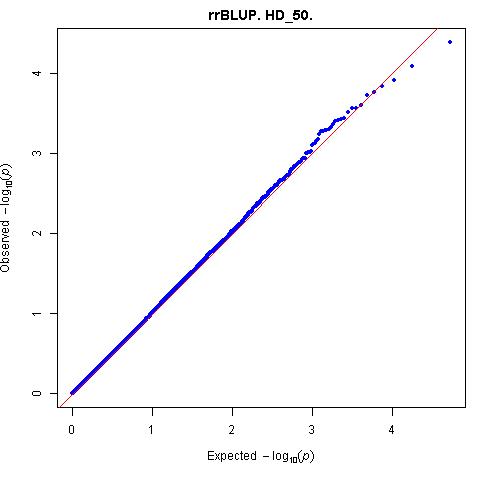 rrBLUP. HD_50.
Observed −log₁₀(p)
4
3
2
1
0
0 1 2 3 4
Expected −log₁₀(p)